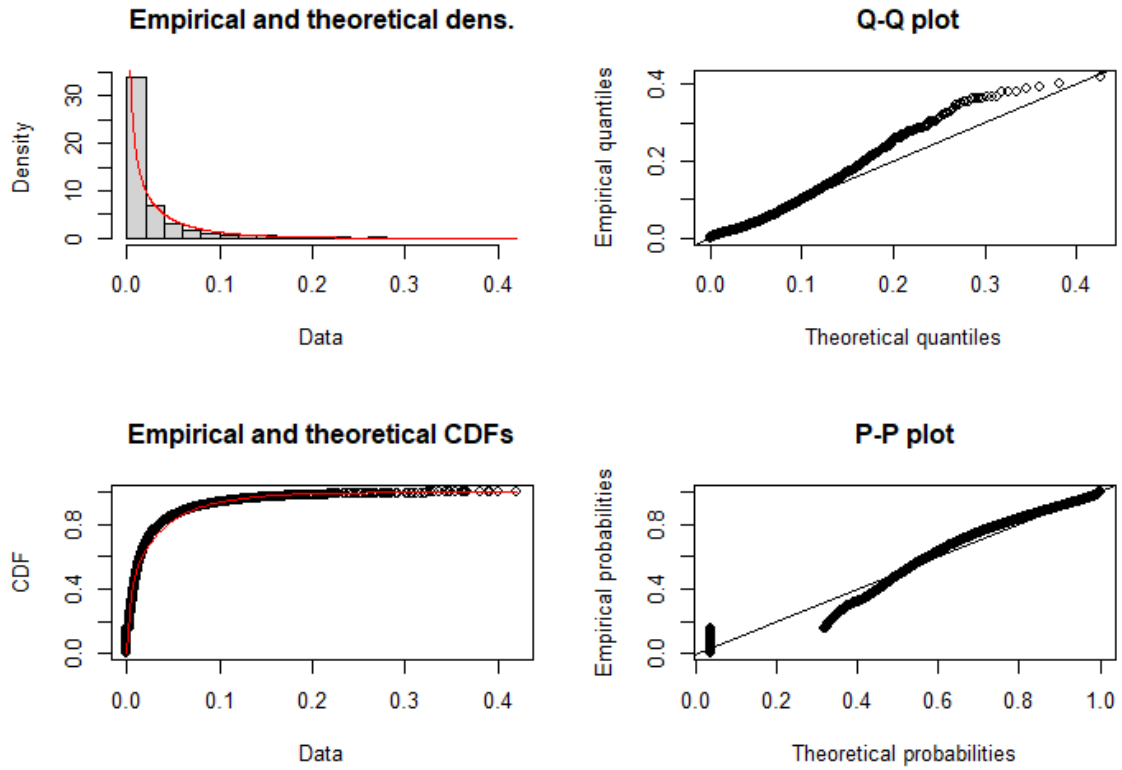 Empirical and theoretical dens.
Density
0 10 20 30
0.0 0.1 0.2 0.3 0.4
Data
Q-Q plot
Empirical quantiles
0.0 0.2 0.4
0.0 0.1 0.2 0.3 0.4
Theoretical quantiles
Empirical and theoretical CDFs
CDF
0.0 0.4 0.8
0.0 0.1 0.2 0.3 0.4
Data
P-P plot
Empirical probabilities
0.0 0.4 0.8
0.0 0.2 0.4 0.6 0.8 1.0
Theoretical probabilities